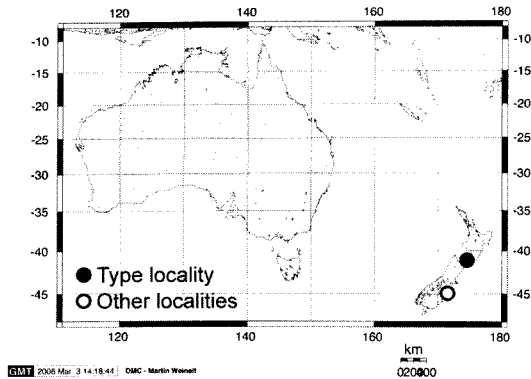 120 140 160 180
-10 -10
-15 -15
-20 -20
-25 -25
-30 -30
-35 -35
-40 -40
-45 -45
Type locality
Other localities
120 140 160 180
km
GMT 2006 Mar 3 14:18:44 OMC - Martin Weinelt